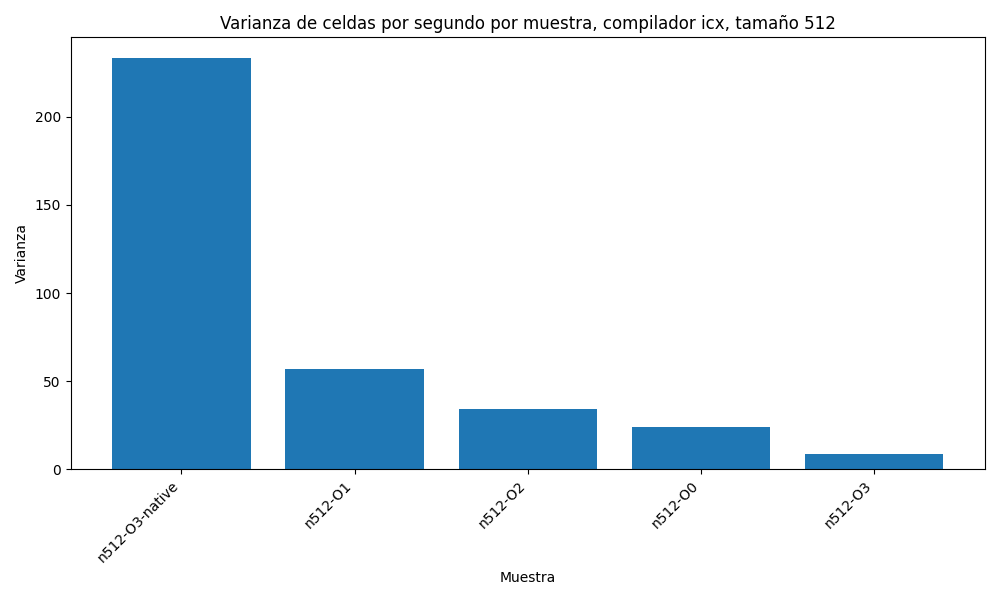 Varianza de celdas por segundo por muestra, compilador icx, tamaño 512
Varianza
200
150
100
50
0
n512-O3-native
n512-O1
n512-O2
n512-O0
n512-O3
Muestra